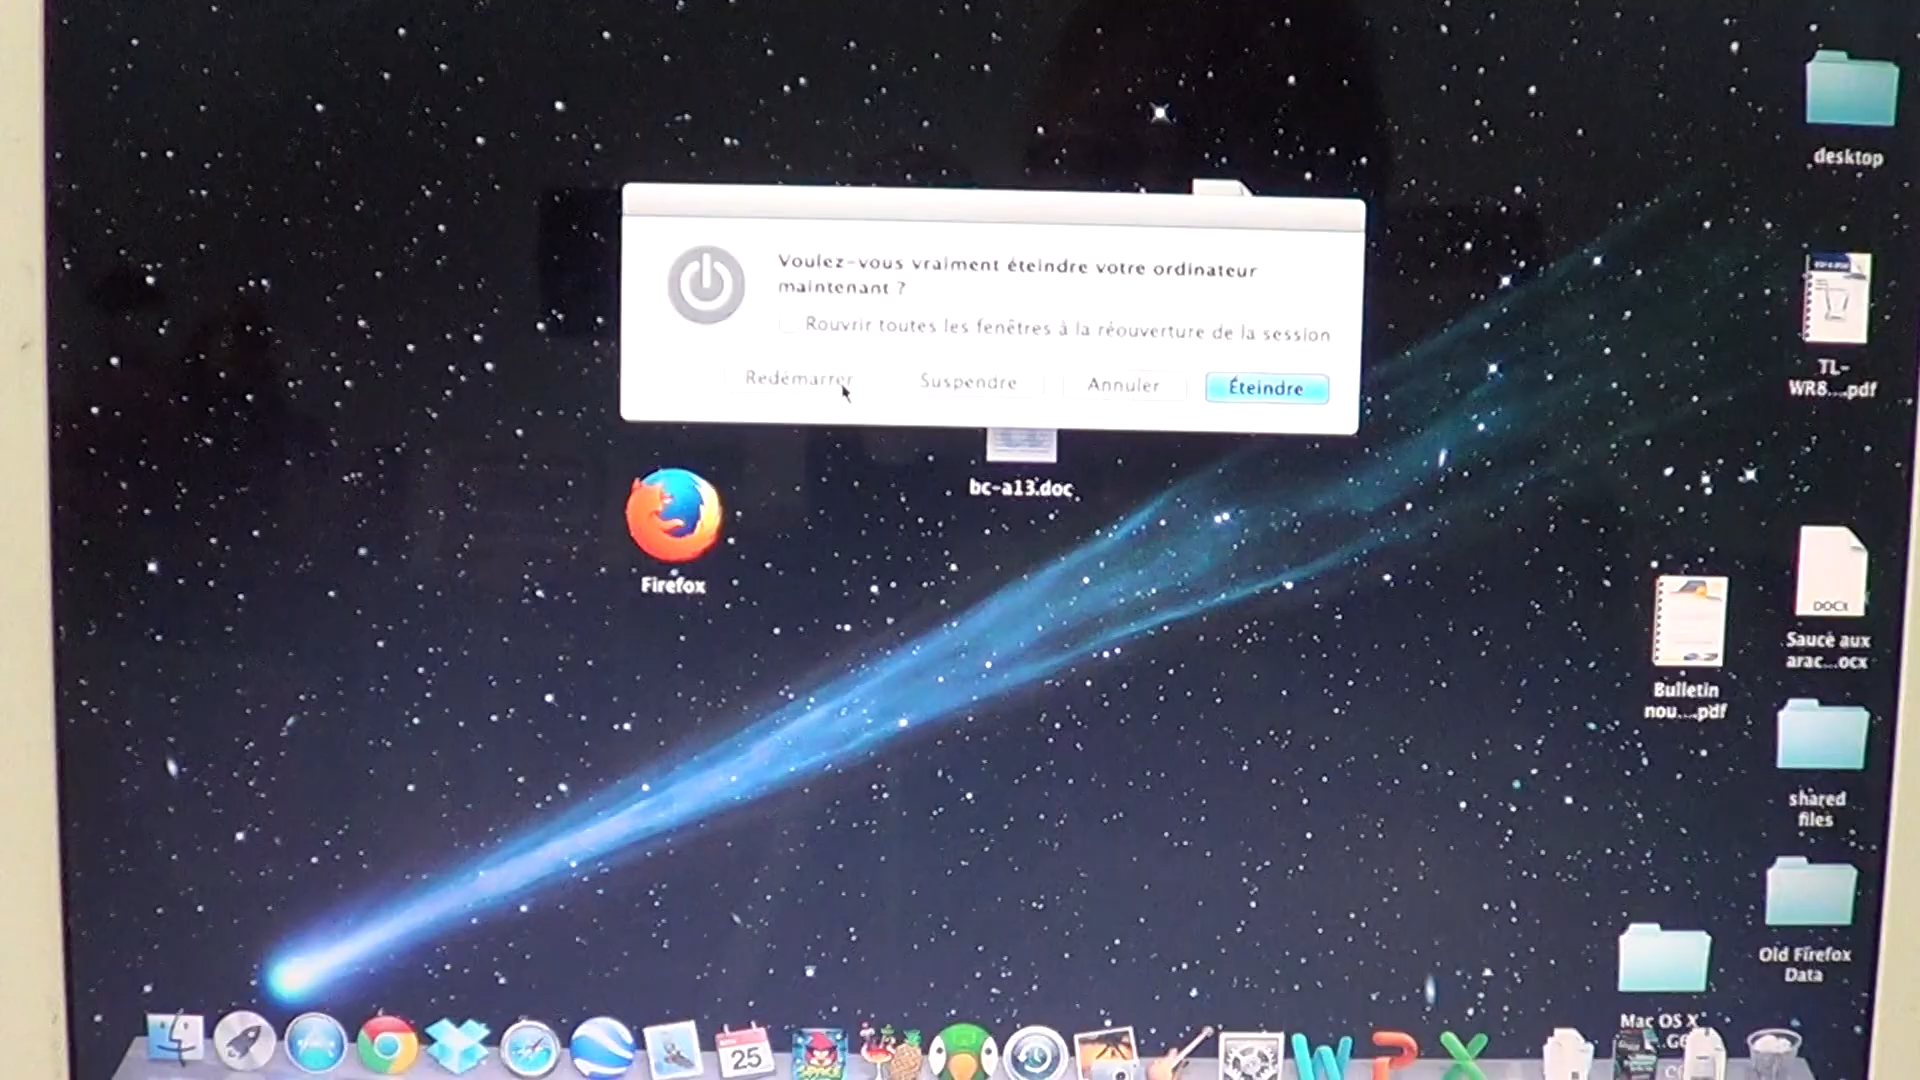 desktop
Voulez-vous vraiment éteindre votre ordinateur
maintenant ?
Rouvrir toutes les fenêtres à la réouverture de la session
Redémarrer
Suspendre
Annuler
Éteindre
TL-
WR8....pdf
bc-a13.doc
Firefox
DOCX
Sauce aux
arac...ocx
Bulletin
nou....pdf
shared
files
Old Firefox
Data
Mac OS X
25